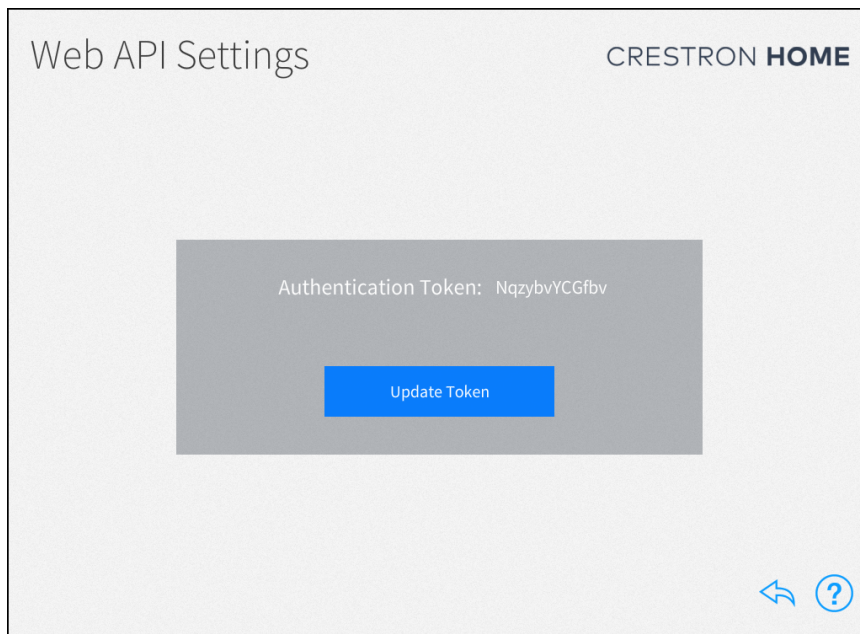 Web API Settings
CRESTRON HOME
Authentication Token: NqzybvYCGfbv
Update Token
?